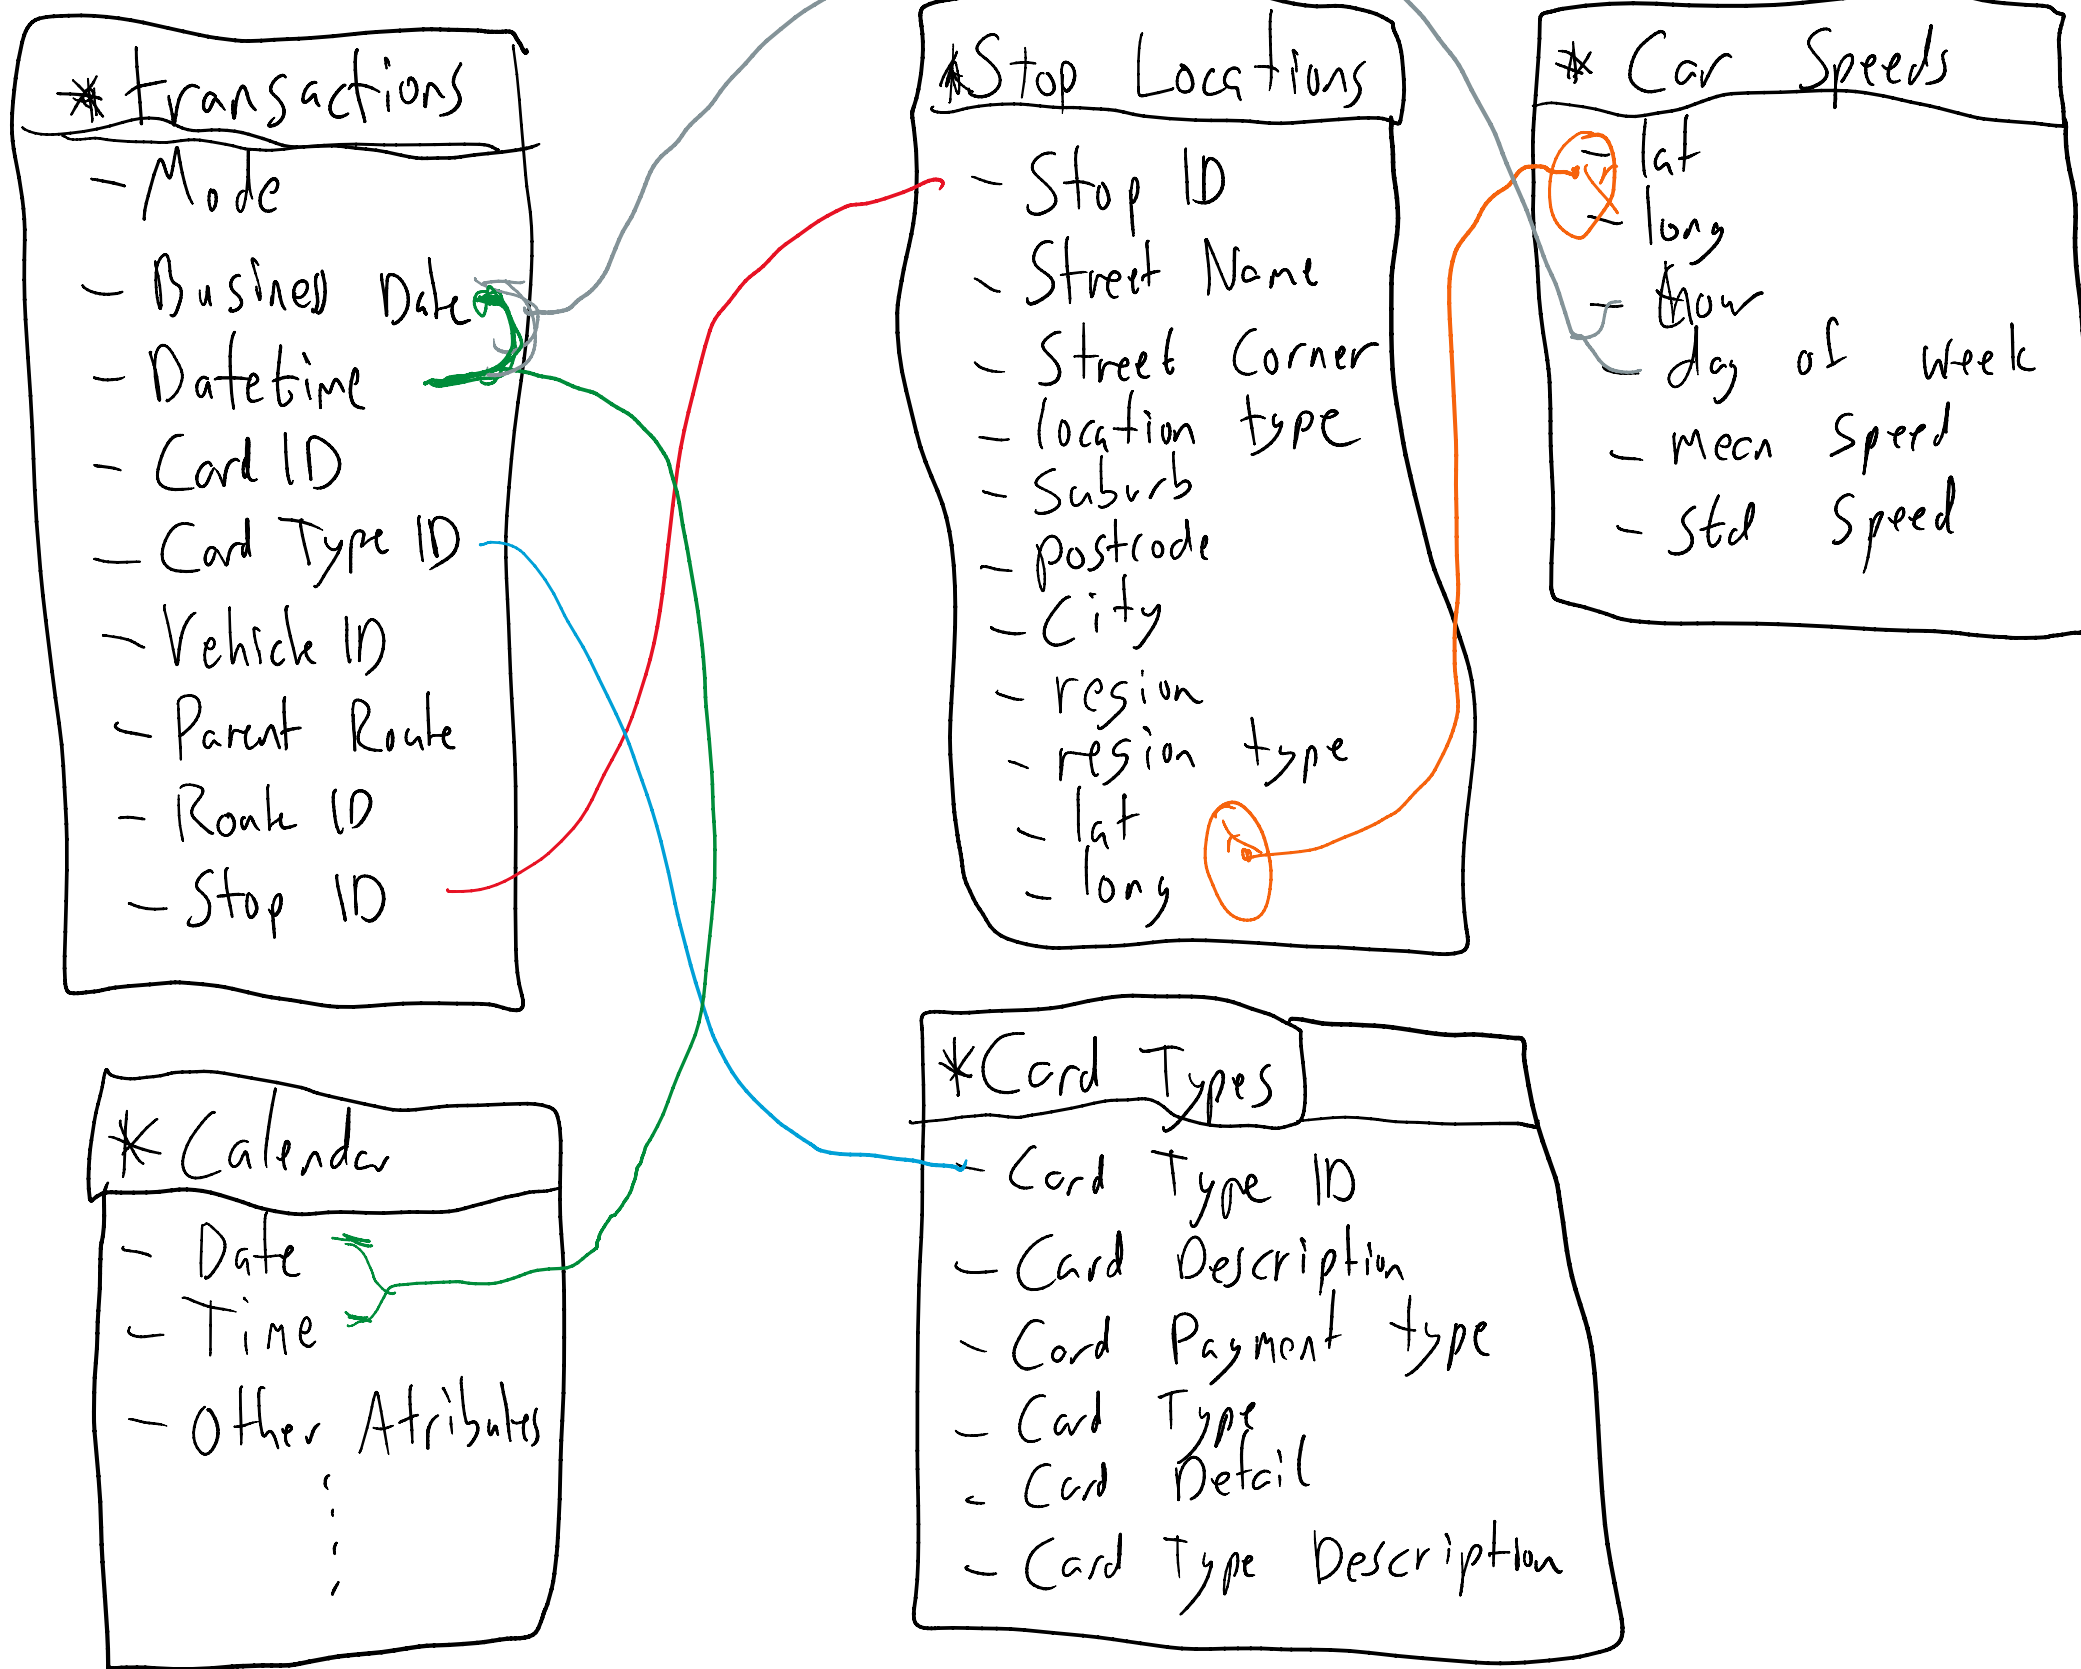 * transactions
- Mode
- Business Date
- Datetime
- Card ID
- Card Type ID
- Vehicle ID
- Parent Route
- Route ID
- Stop ID
* Stop Locations
- Stop ID
- Street Name
- Street Corner
- location type
- Suburb
- postcode
- City
- region
- region type
- lat
- long
* Car Speeds
- lat
- long
- hour
- day of week
- mean speed
- std speed
* Calendar
- Date
- Time
- Other Atributes
* Card Types
- Card Type ID
- Card Description
- Card Payment type
- Card Type
- Card Detail
- Card Type Description